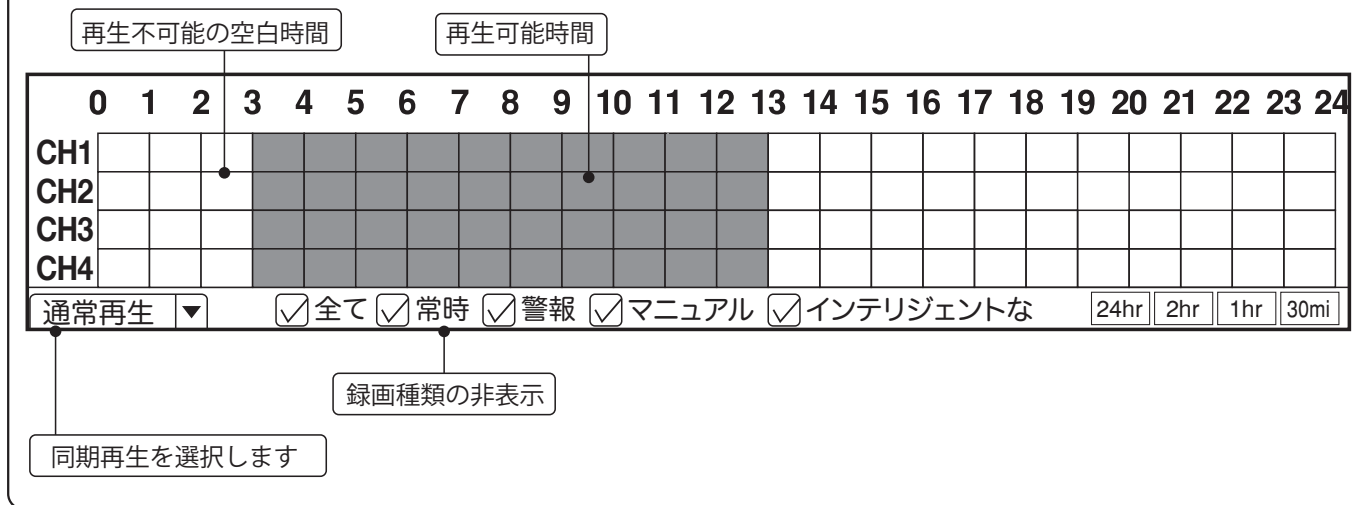 再生不可能の空白時間
再生可能時間
0 1 2 3 4 5 6 7 8 9 10 11 12 13 14 15 16 17 18 19 20 21 22 23 24
CH1
CH2
CH3
CH4
通常再生 ▼ 全て 常時 警報 マニュアル インテリジェントな 24hr 2hr 1hr 30mi
録画種類の非表示
同期再生を選択します